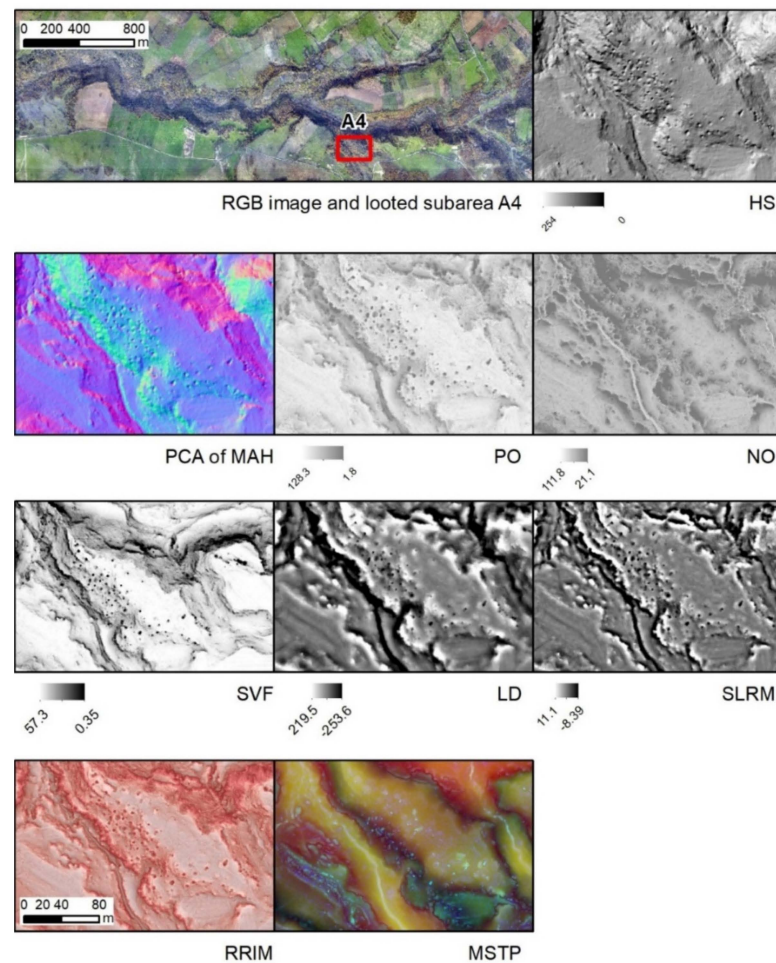 0 200 400 800
m
A4
RGB image and looted subarea A4
254 0
HS
PCA of MAH
128.3 1.8
PO
111.8 21.1
NO
57.3 0.35
SVF
219.5 -253.6
LD
11.1 -8.39
SLRM
0 20 40 80
m
RRIM
MSTP